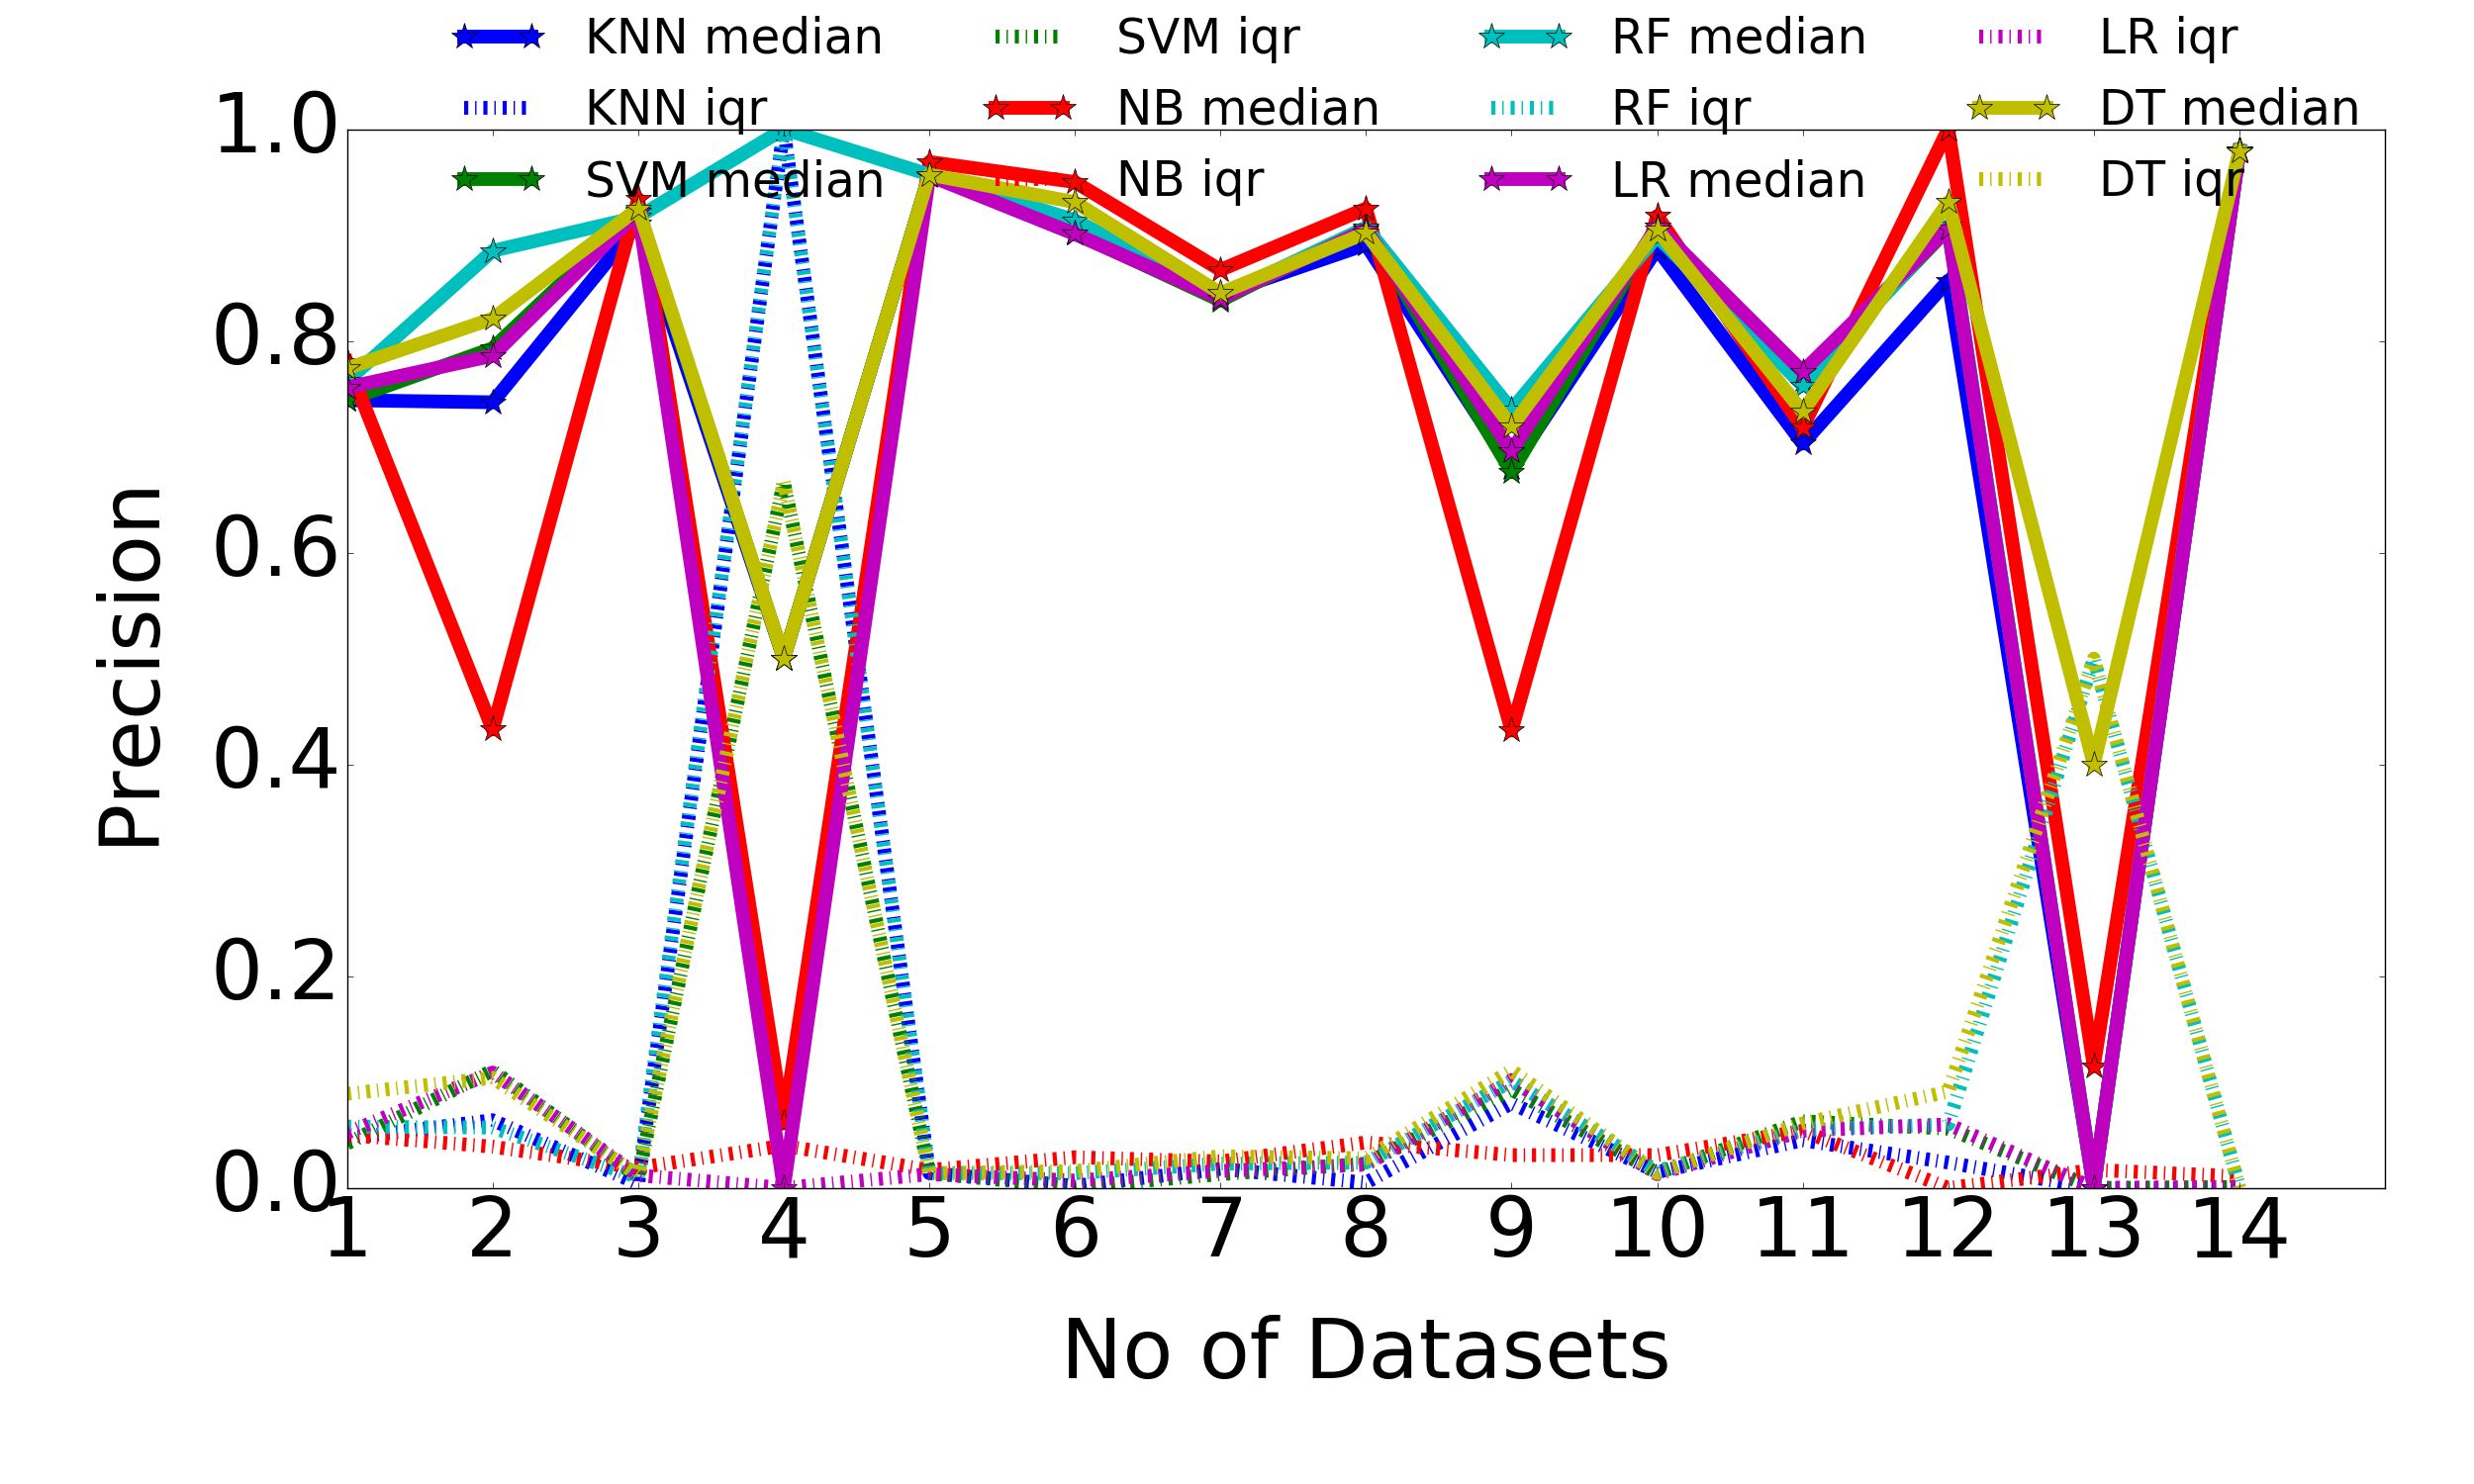 KNN median SVM iqr RF median LR iqr
KNN iqr NB median RF iqr DT median
SVM median NB iqr LR median DT iqr
1.0
0.8
0.6
0.4
0.2
0.0
Precision
1 2 3 4 5 6 7 8 9 10 11 12 13 14
No of Datasets